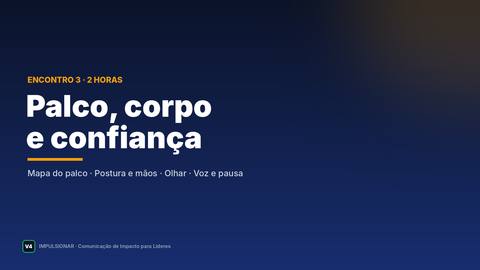 ENCONTRO 3 · 2 HORAS
Palco, corpo
e confiança
Mapa do palco · Postura e mãos · Olhar · Voz e pausa
V4 IMPULSIONAR · Comunicação de Impacto para Líderes